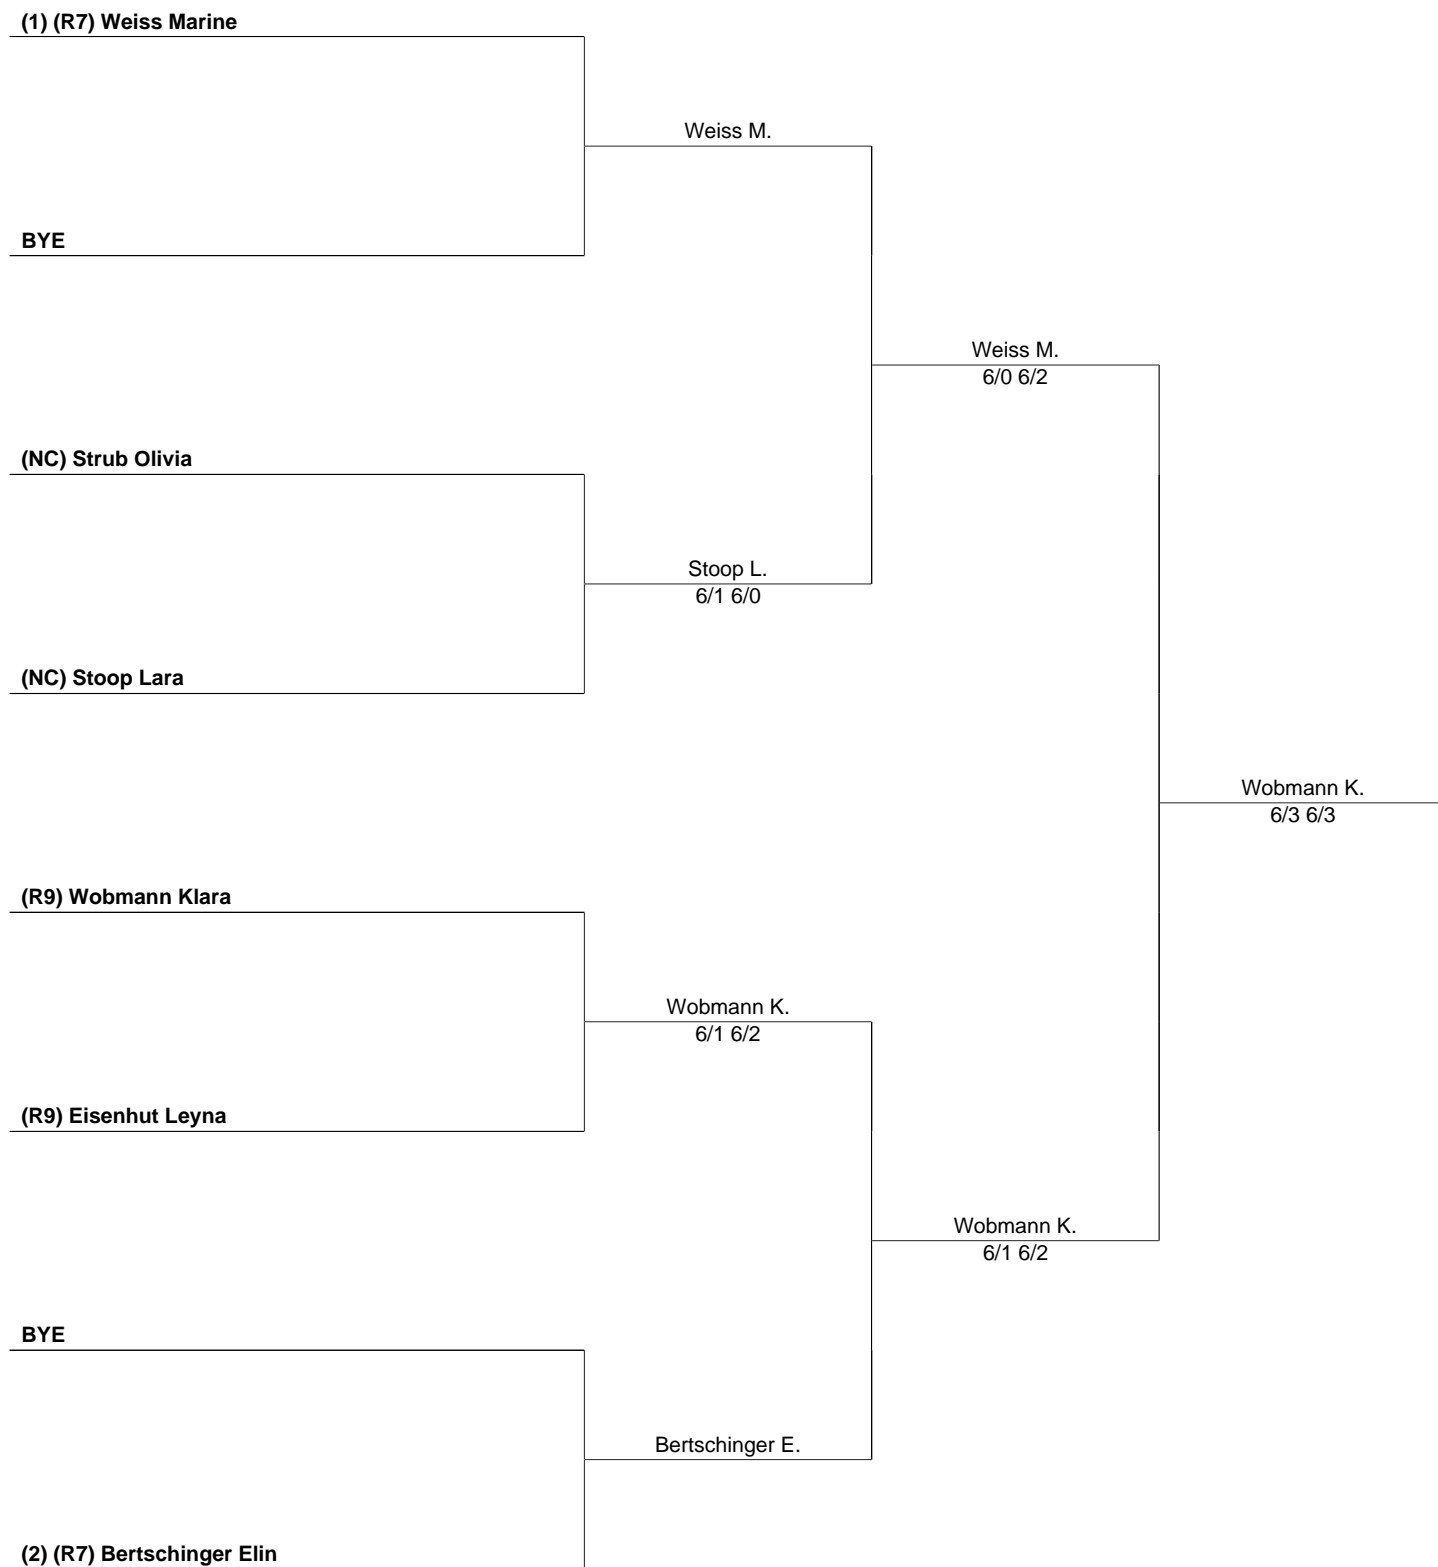 (1) (R7) Weiss Marine
Weiss M.
BYE
Weiss M.
6/0 6/2
(NC) Strub Olivia
Stoop L.
6/1 6/0
(NC) Stoop Lara
Wobmann K.
6/3 6/3
(R9) Wobmann Klara
Wobmann K.
6/1 6/2
(R9) Eisenhut Leyna
Wobmann K.
6/1 6/2
BYE
Bertschinger E.
(2) (R7) Bertschinger Elin